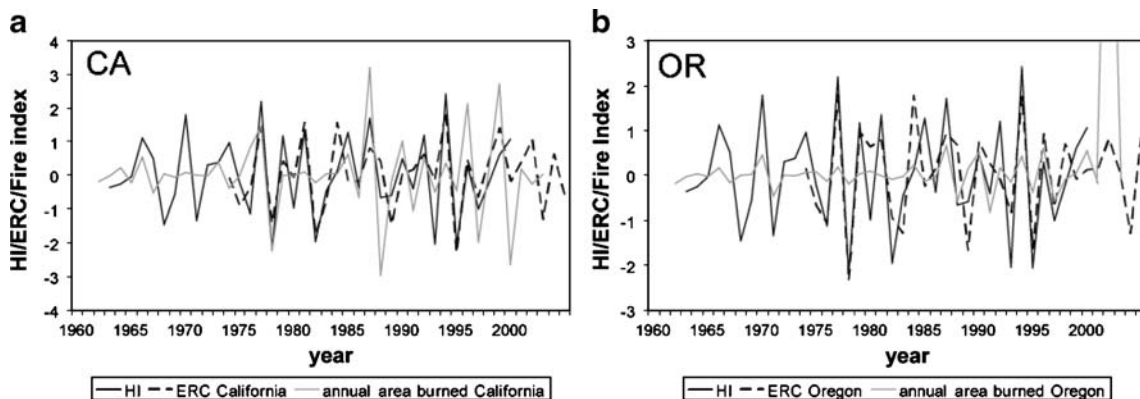 a
CA
HI/ERC/Fire index
4
3
2
1
0
-1
-2
-3
-4
1960 1965 1970 1975 1980 1985 1990 1995 2000
year
HI ERC California annual area burned California
b
OR
HI/ERC/Fire Index
3
2
1
0
-1
-2
-3
1960 1965 1970 1975 1980 1985 1990 1995 2000
year
HI ERC Oregon annual area burned Oregon